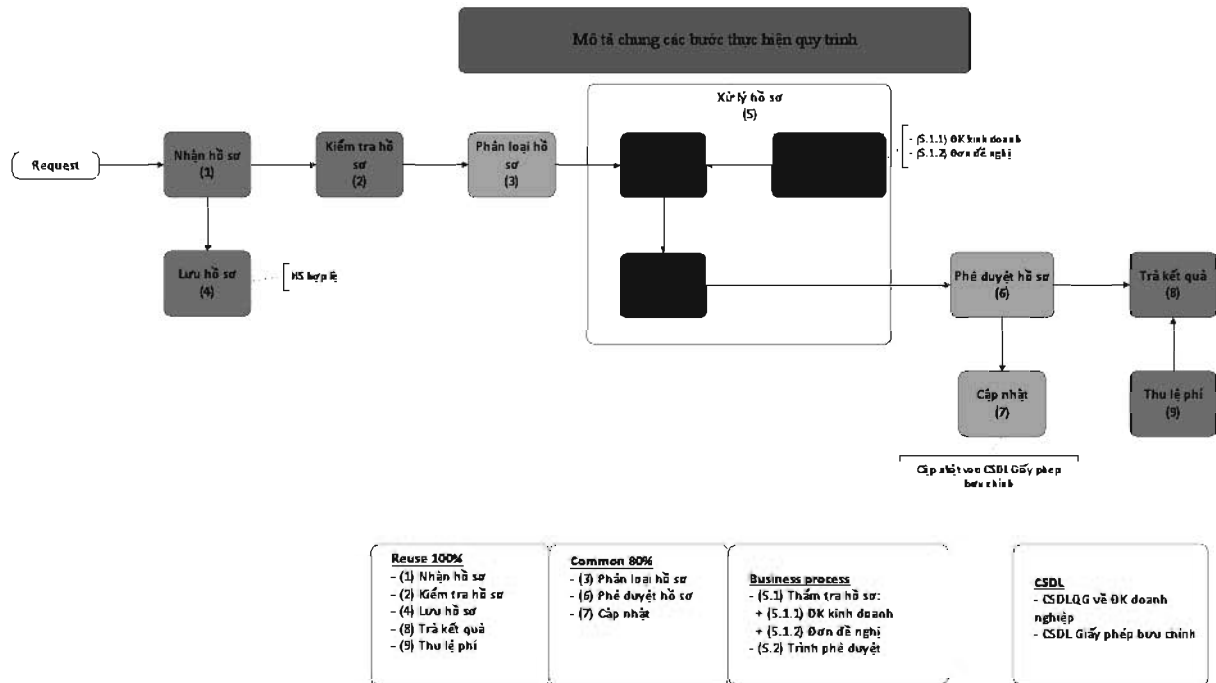 Mô tả chung các bước thực hiện quy trình
Xử lý hồ sơ
(5)
- (5.1.1) ĐK kinh doanh
- (5.1.2) Đơn đề nghị
Request
Nhận hồ sơ
(1)
Kiểm tra hồ
sơ
(2)
Phân loại hồ
sơ
(3)
Lưu hồ sơ
(4)
HS hợp lệ
Phê duyệt hồ sơ
(6)
Trả kết quả
(8)
Cập nhật
(7)
Thu lệ phí
(9)
Cập nhật vào CSDL Giấy phép
bưu chính
Reuse 100%
- (1) Nhận hồ sơ
- (2) Kiểm tra hồ sơ
- (4) Lưu hồ sơ
- (8) Trả kết quả
- (9) Thu lệ phí
Common 80%
- (3) Phân loại hồ sơ
- (6) Phê duyệt hồ sơ
- (7) Cập nhật
Business process
- (5.1) Thẩm tra hồ sơ:
+ (5.1.1) ĐK kinh doanh
+ (5.1.2) Đơn đề nghị
- (5.2) Trình phê duyệt
CSDL
- CSDLQG về ĐK doanh
nghiệp
- CSDL Giấy phép bưu chính